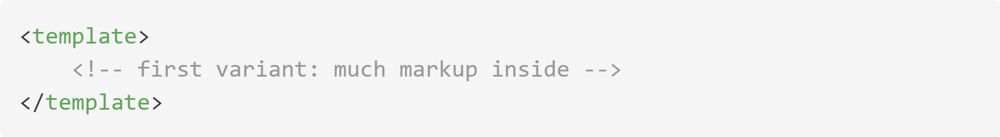 <template>
    <!-- first variant: much markup inside -->
</template>